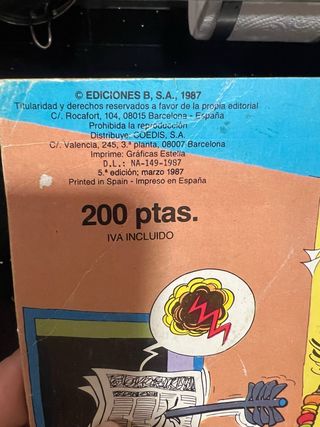 © EDICIONES B, S.A., 1987
Titularidad y derechos reservados a favor de la propia editorial
C/. Rocafort, 104, 08015 Barcelona - España
Prohibida la reproducción
Distribuye: COEDIS, S.A.
C/. Valencia, 245, 3.ª planta, 08007 Barcelona
Imprime: Gráficas Estella
D.L.: NA-149-1987
5.ª edición; marzo 1987
Printed in Spain - Impreso en España
200 ptas.
IVA INCLUIDO